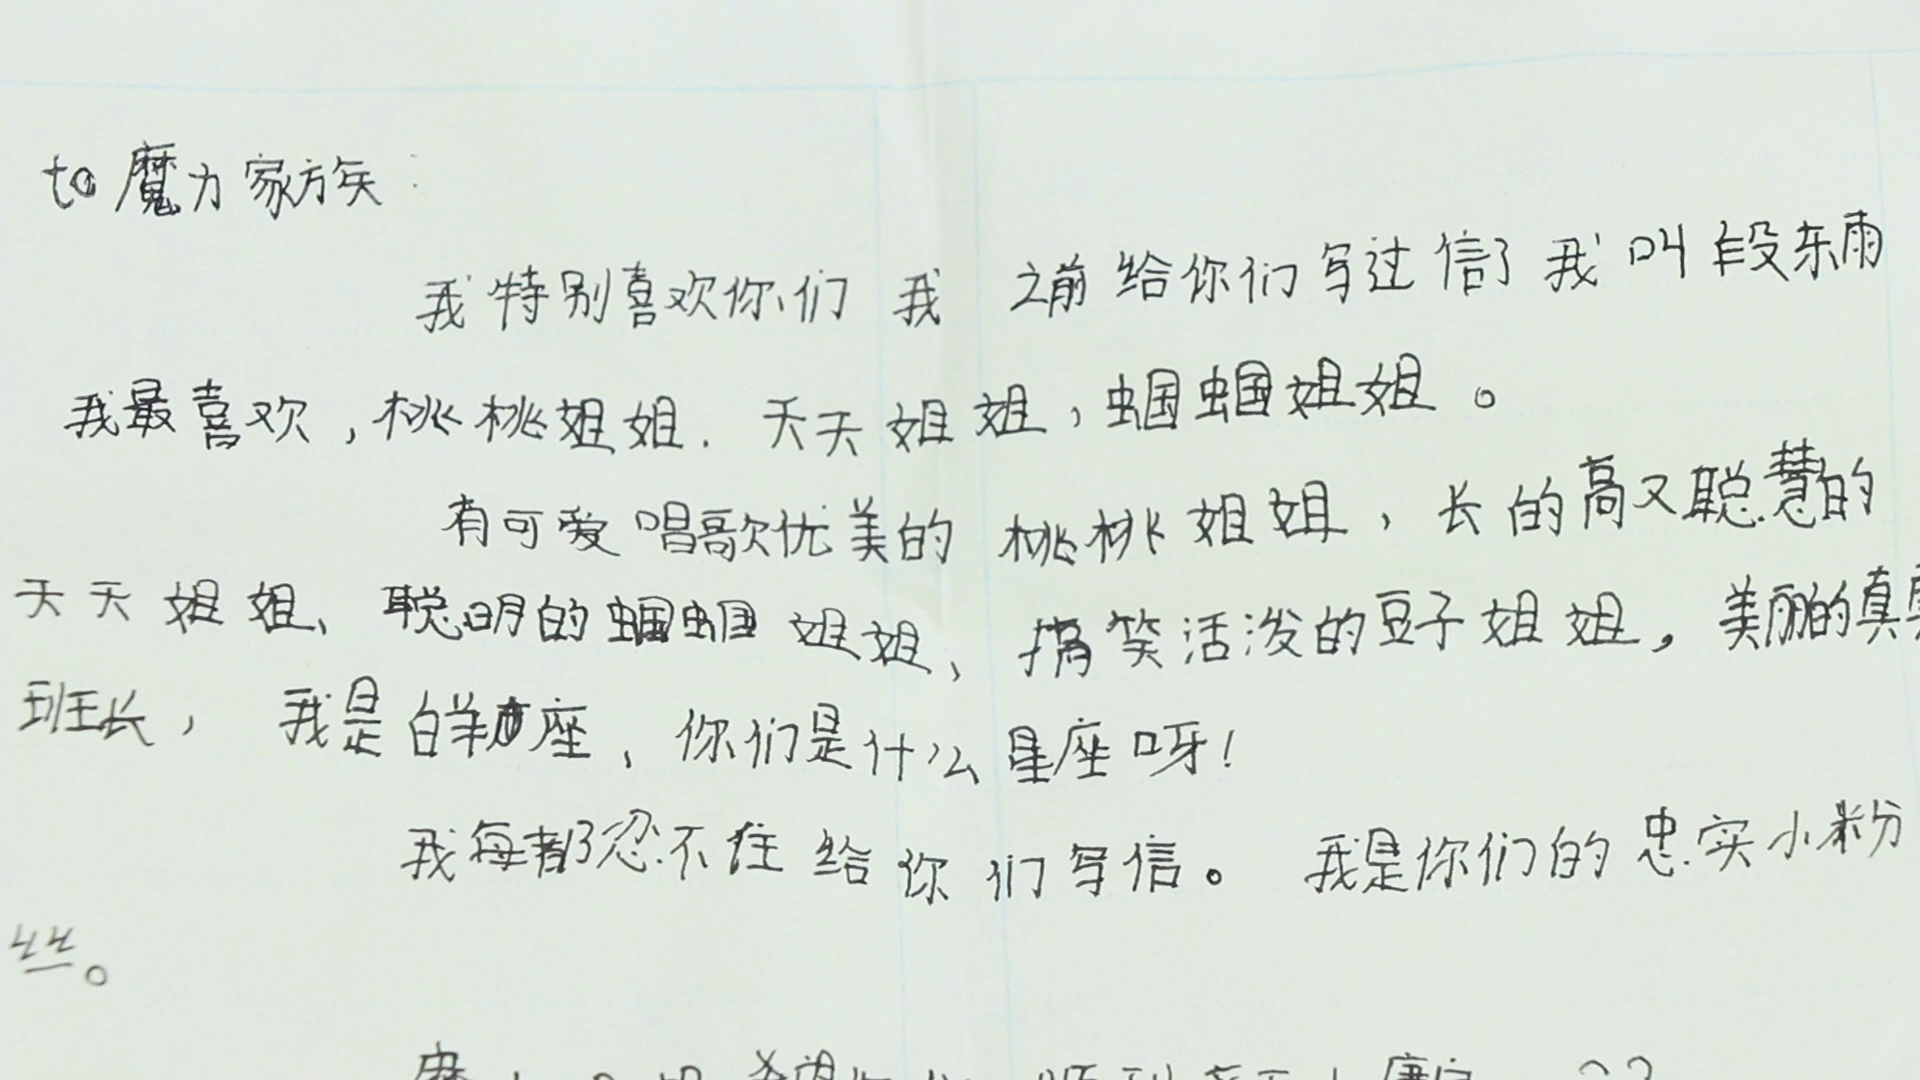 to 魔力家族:
我特别喜欢你们 我 之前给你们写过信了 我叫段东雨
我最喜欢,桃桃姐姐. 天天姐姐,蝈蝈姐姐。
有可爱唱歌优美的 桃桃姐姐,长的高又聪慧的
天天姐姐、聪明的蝈蝈姐姐、搞笑活泼的豆子姐姐,美丽的真真
班长, 我是白羊座,你们是什么星座呀!
我每都忍不住给你们写信。 我是你们的忠实小粉
丝。